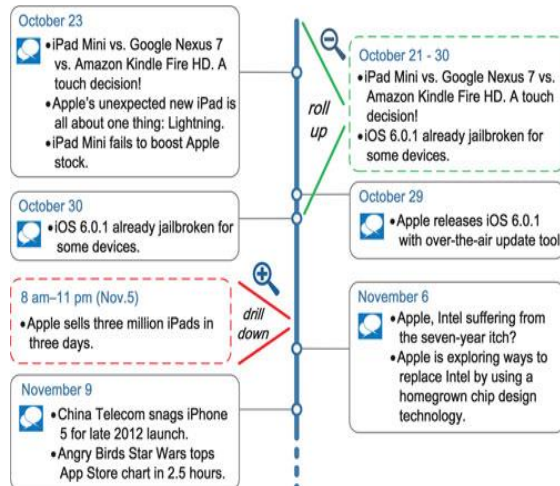 October 23
•iPad Mini vs. Google Nexus 7
vs. Amazon Kindle Fire HD. A
touch decision!
•Apple's unexpected new iPad is
all about one thing: Lightning.
•iPad Mini fails to boost Apple
stock.
roll
up
October 21 - 30
•iPad Mini vs. Google Nexus 7 vs.
Amazon Kindle Fire HD. A touch
decision!
•iOS 6.0.1 already jailbroken for
some devices.
October 29
•Apple releases iOS 6.0.1
with over-the-air update tool
October 30
•iOS 6.0.1 already jailbroken for
some devices.
8 am–11 pm (Nov.5)
•Apple sells three million iPads in
three days.
drill
down
November 6
•Apple, Intel suffering from
the seven-year itch?
•Apple is exploring ways to
replace Intel by using a
homegrown chip design
technology.
November 9
•China Telecom snags iPhone
5 for late 2012 launch.
•Angry Birds Star Wars tops
App Store chart in 2.5 hours.